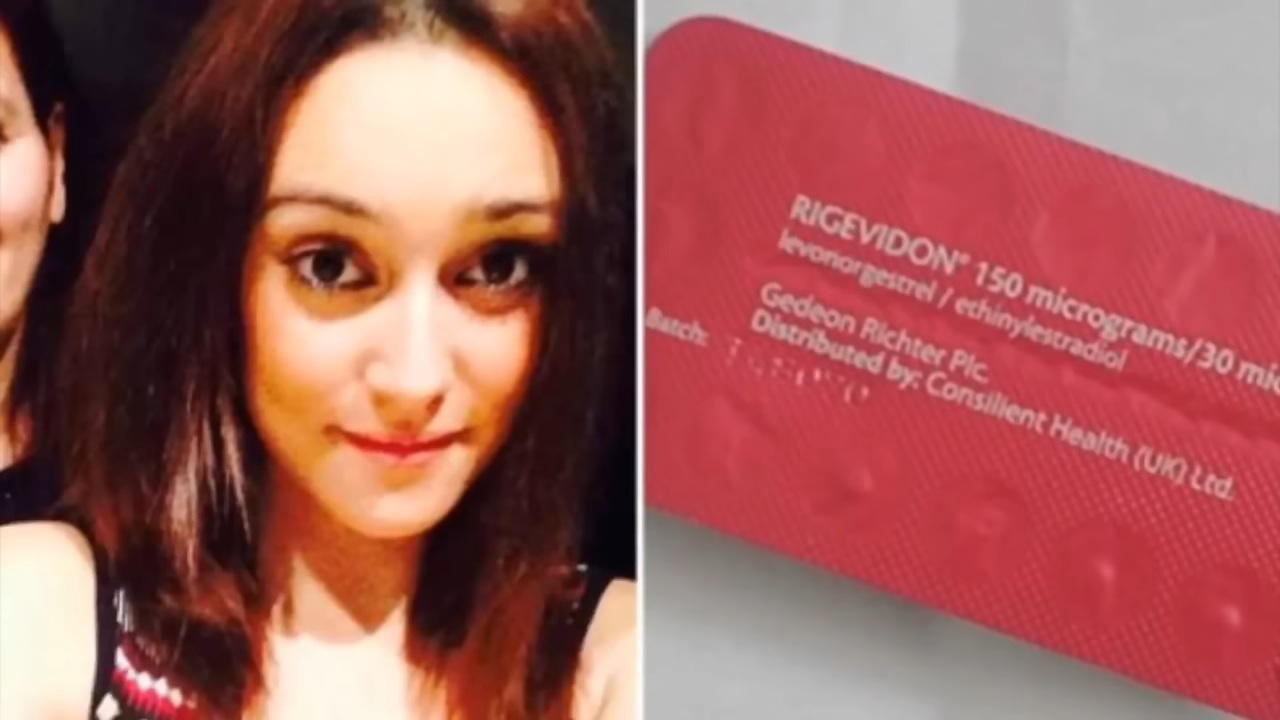 RIGEVIDON® 150 micrograms/30 mic
levonorgestrel / ethinylestradiol
Gedeon Richter Plc.
Distributed by: Consilient Health (UK) Ltd.
Batch: